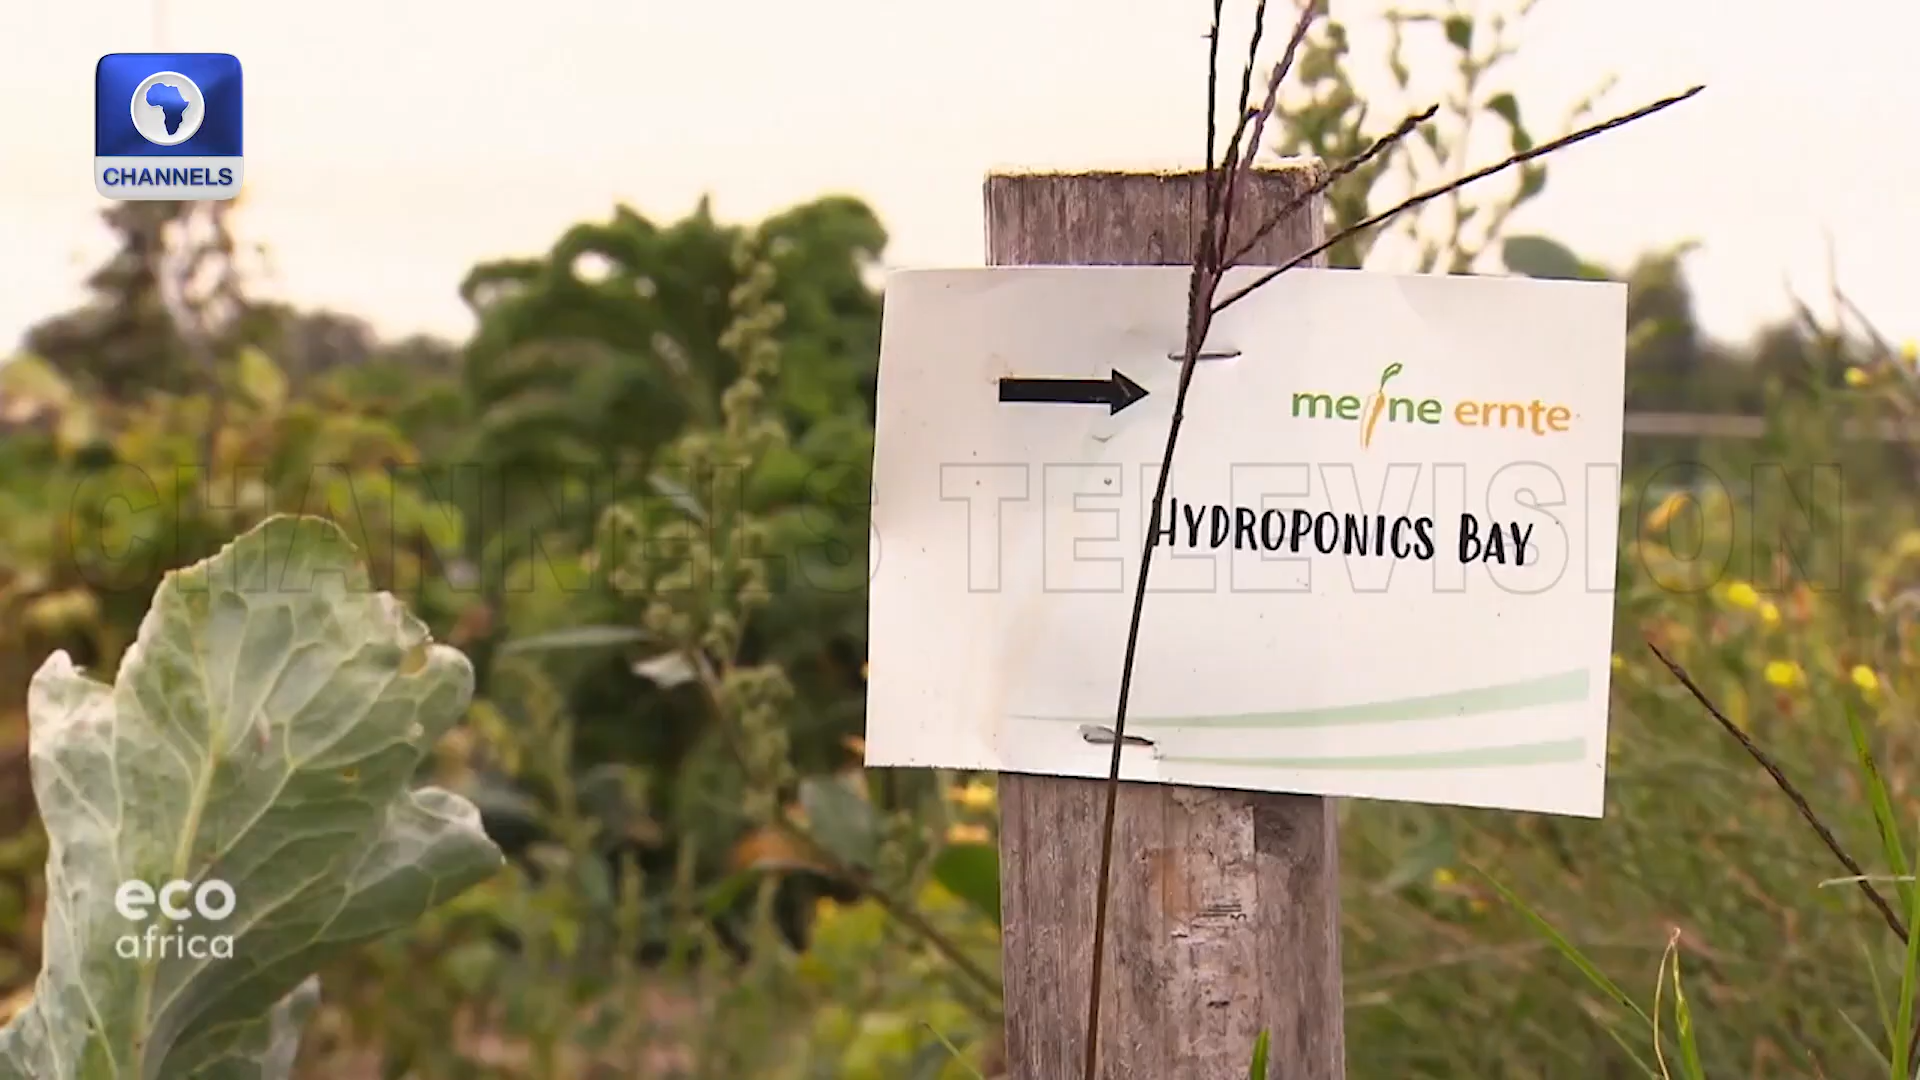 CHANNELS
meine ernte
HYDROPONICS BAY
CHANNELS TELEVISION
eco
africa